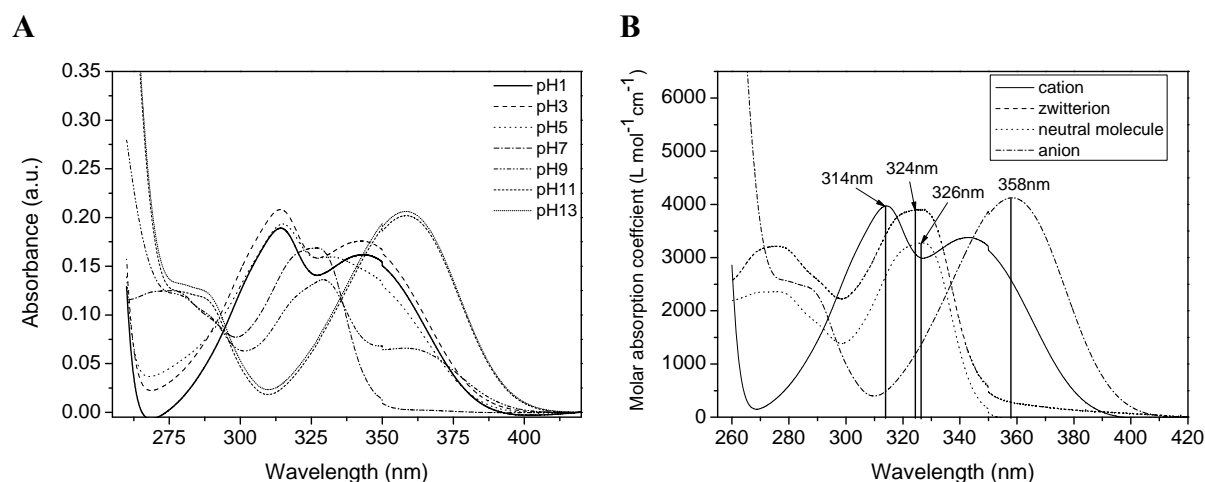 A
Absorbance (a.u.)
0.35
0.30
0.25
0.20
0.15
0.10
0.05
0.00
pH1
pH3
pH5
pH7
pH9
pH11
pH13
275 300 325 350 375 400
Wavelength (nm)
B
Molar absorption coefficient (L mol-1cm-1)
6000
5000
4000
3000
2000
1000
0
cation
zwitterion
neutral molecule
anion
314nm
324nm
326nm
358nm
260 280 300 320 340 360 380 400 420
Wavelength (nm)